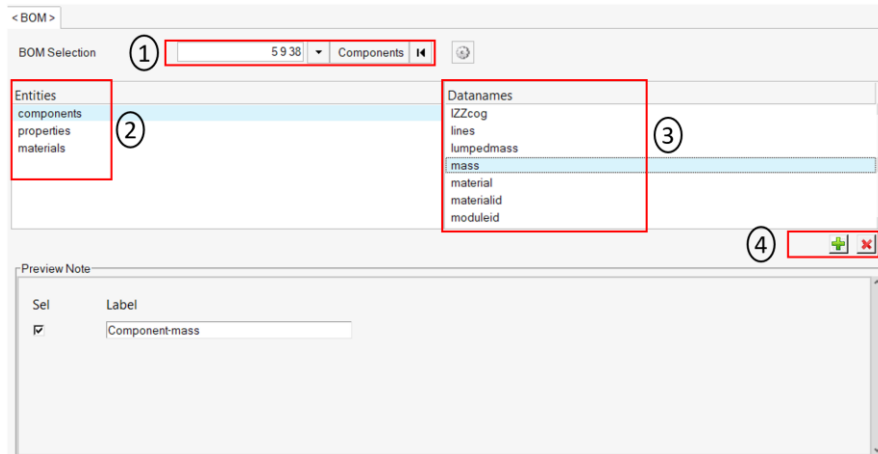 < BOM >
BOM Selection
1
5 9 38
Components
Entities
Datanames
components
properties
materials
2
IZZcog
lines
lumpedmass
mass
material
materialid
moduleid
3
4
Preview Note
Sel
Label
Component-mass